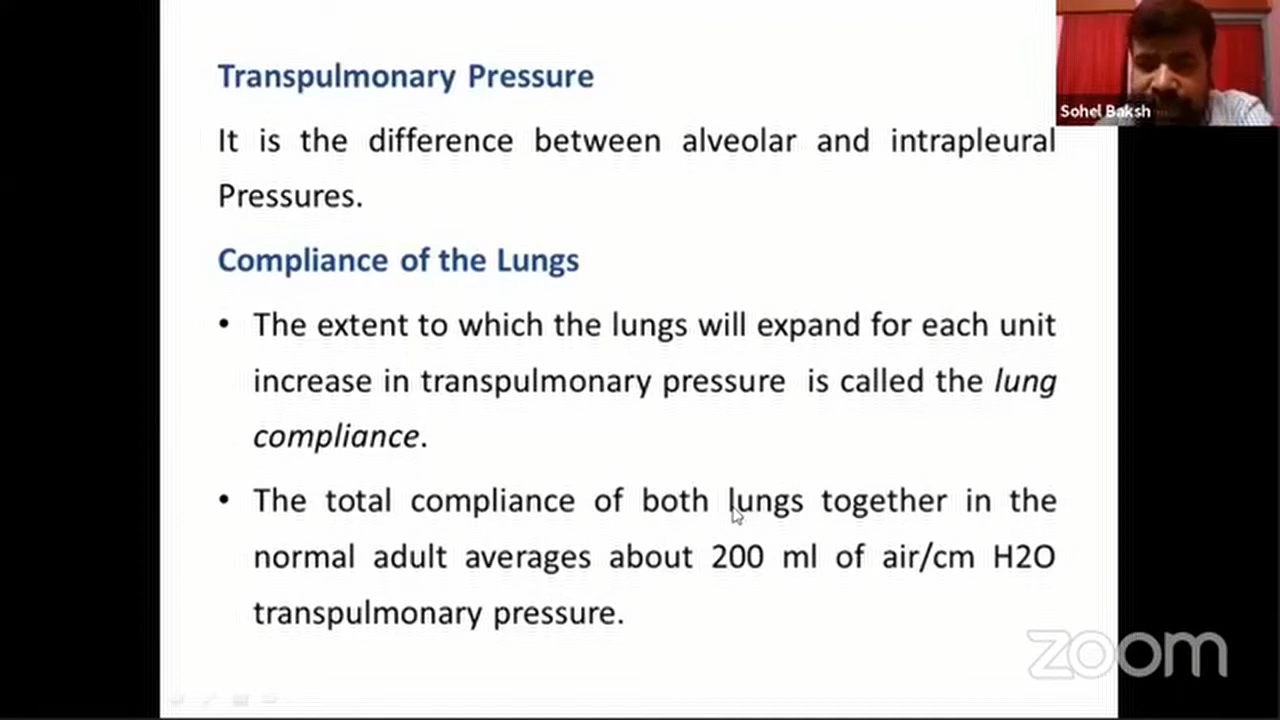 Transpulmonary Pressure
It is the difference between alveolar and intrapleural
Pressures.
Compliance of the Lungs
• The extent to which the lungs will expand for each unit
increase in transpulmonary pressure is called the lung
compliance.
• The total compliance of both lungs together in the
normal adult averages about 200 ml of air/cm H2O
transpulmonary pressure.
Sohel Baksh
zoom